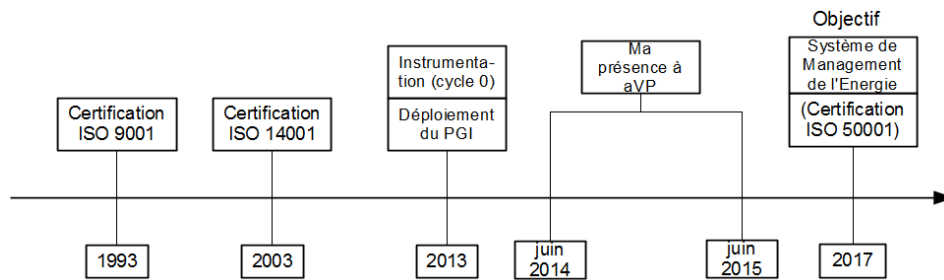 Objectif
Certification
ISO 9001
Certification
ISO 14001
Instrumenta-
tion (cycle 0)
Déploiement
du PGI
Ma
présence à
aVP
Système de
Management
de l'Energie
(Certification
ISO 50001)
1993
2003
2013
juin
2014
juin
2015
2017